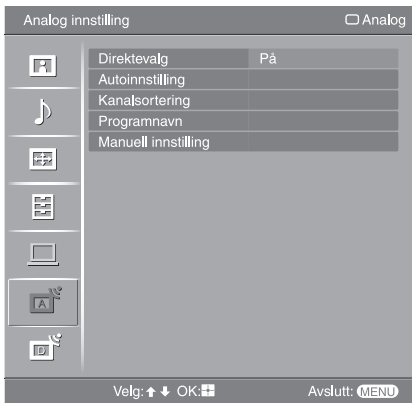 Analog innstilling Analog
Direktevalg På
Autoinnstilling
Kanalsortering
Programnavn
Manuell innstilling
A
D
Velg: OK: Avslutt: MENU